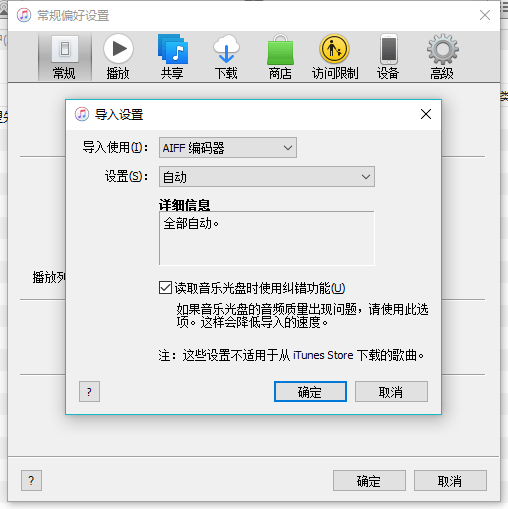 常规偏好设置
常规
播放
共享
下载
商店
访问限制
设备
高级
导入设置
导入使用(I):
AIFF 编码器
设置(S):
自动
详细信息
全部自动。
播放列
读取音乐光盘时使用纠错功能(U)
如果音乐光盘的音频质量出现问题，请使用此选
项。这样会降低导入的速度。
注：这些设置不适用于从 iTunes Store 下载的歌曲。
?
确定
取消
?
确定
取消